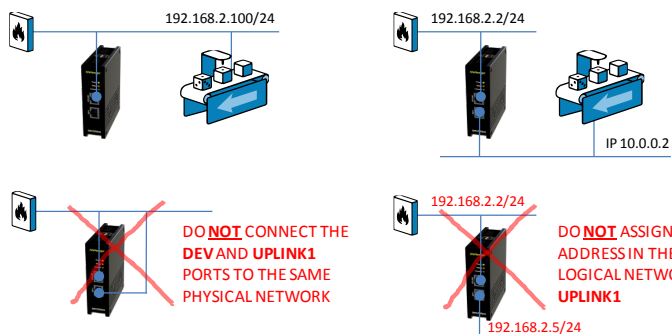 192.168.2.100/24
192.168.2.2/24
IP 10.0.0.2
DO NOT CONNECT THE
DEV AND UPLINK1
PORTS TO THE SAME
PHYSICAL NETWORK
192.168.2.2/24
DO NOT ASSIGN
ADDRESS IN THE
LOGICAL
UPLINK1
192.168.2.5/24